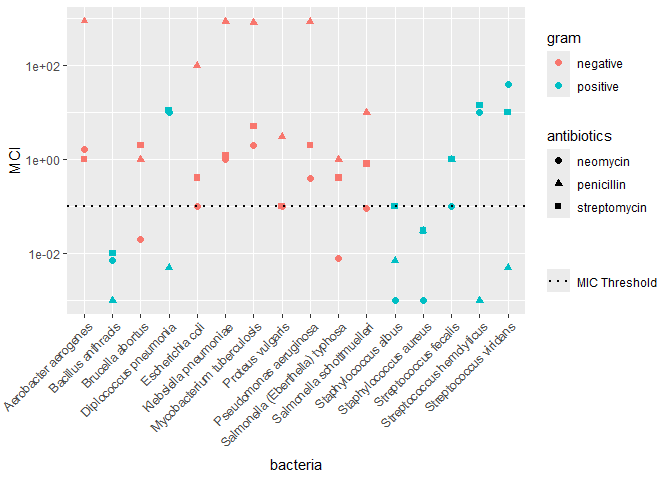 1e+02
1e+00
1e-02
MCI
Aerobacter aerogenes
Bacillus anthracis
Brucella abortus
Diplococcus pneumonia
Escherichia coli
Klebsiella pneumoniae
Mycobacterium tuberculosis
Proteus vulgaris
Pseudomonas aeruginosa
Salmonella (Eberthella) typhosa
Salmonella schottmuelleri
Staphylococcus albus
Staphylococcus aureus
Streptococcus fecalis
Streptococcus hemolyticus
Streptococcus viridans
bacteria
gram
negative
positive
antibiotics
neomycin
penicillin
streptomycin
MIC Threshold